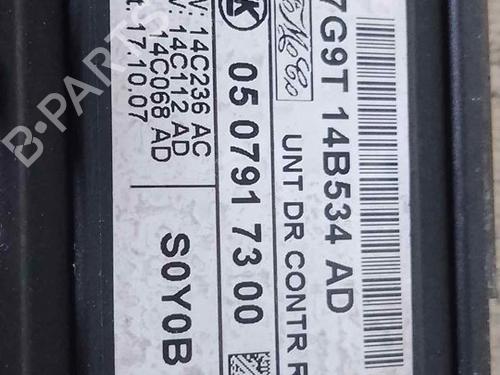 7G9T 14B534 AD
UNT DR CONTR R
FoMoCo
05 0791 73 00
V: 14C236 AC
V: 14C112 AD
: 14C068 AD
t: 17.10.07
S0Y0B
B-PARTS